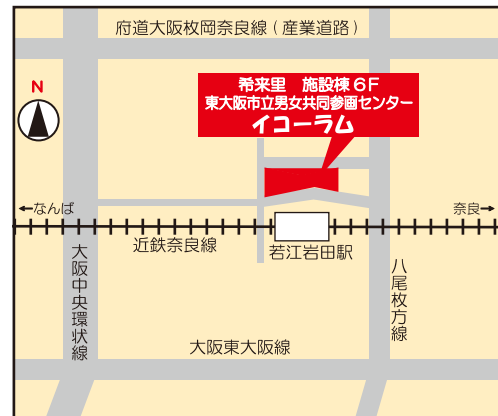 府道大阪枚岡奈良線(産業道路)
N
希来里 施設棟6F
東大阪市立男女共同参画センター
イコーラム
←なんば
奈良→
近鉄奈良線
若江岩田駅
大阪中央環状線
八尾枚方線
大阪東大阪線